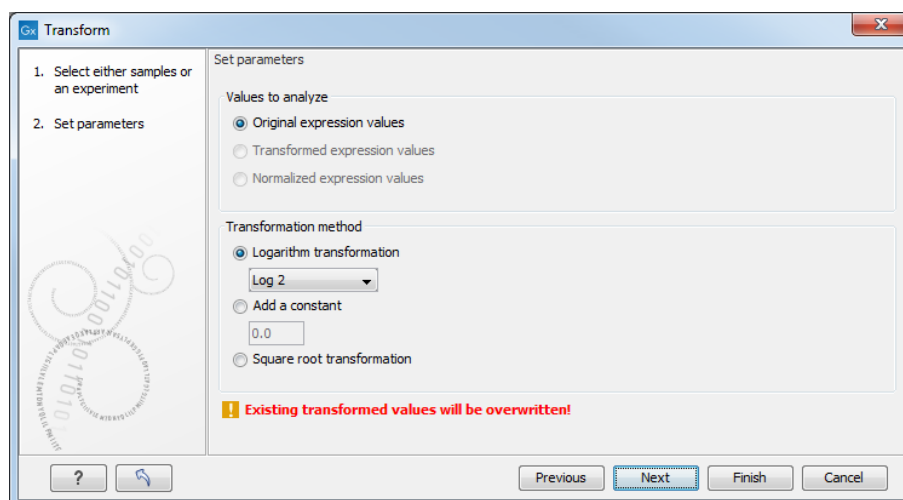 Gx Transform
1. Select either samples or
an experiment
2. Set parameters
Set parameters
Values to analyze
Original expression values
Transformed expression values
Normalized expression values
Transformation method
Logarithm transformation
Log 2
Add a constant
0.0
Square root transformation
! Existing transformed values will be overwritten!
?
Previous
Next
Finish
Cancel